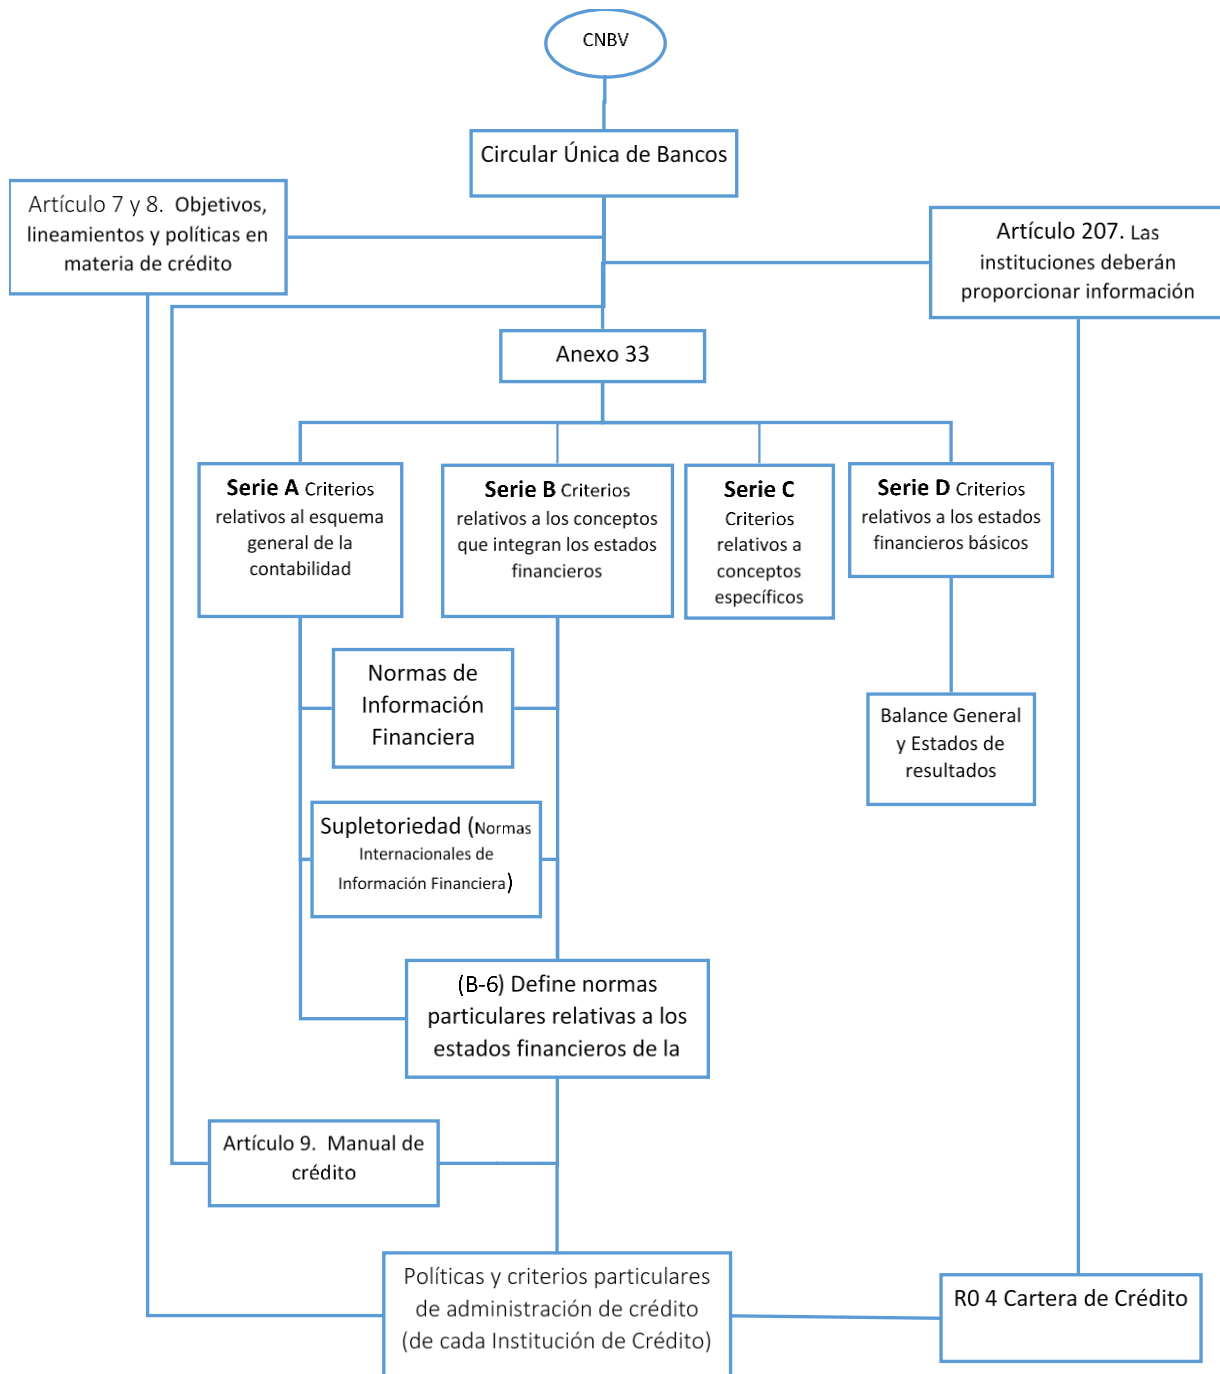 CNBV
Circular Única de Bancos
Artículo 7 y 8. Objetivos,
lineamientos y políticas en
materia de crédito
Artículo 207. Las
instituciones deberán
proporcionar información
Anexo 33
Serie A Criterios
relativos al esquema
general de la
contabilidad
Serie B Criterios
relativos a los conceptos
que integran los estados
financieros
Serie C
Criterios
relativos a
conceptos
específicos
Serie D Criterios
relativos a los estados
financieros básicos
Normas de
Información
Financiera
Balance General
y Estados de
resultados
Supletoriedad (Normas
Internacionales de
Información Financiera)
(B-6) Define normas
particulares relativas a los
estados financieros de la
Artículo 9. Manual de
crédito
Políticas y criterios particulares
de administración de crédito
(de cada Institución de Crédito)
R0 4 Cartera de Crédito